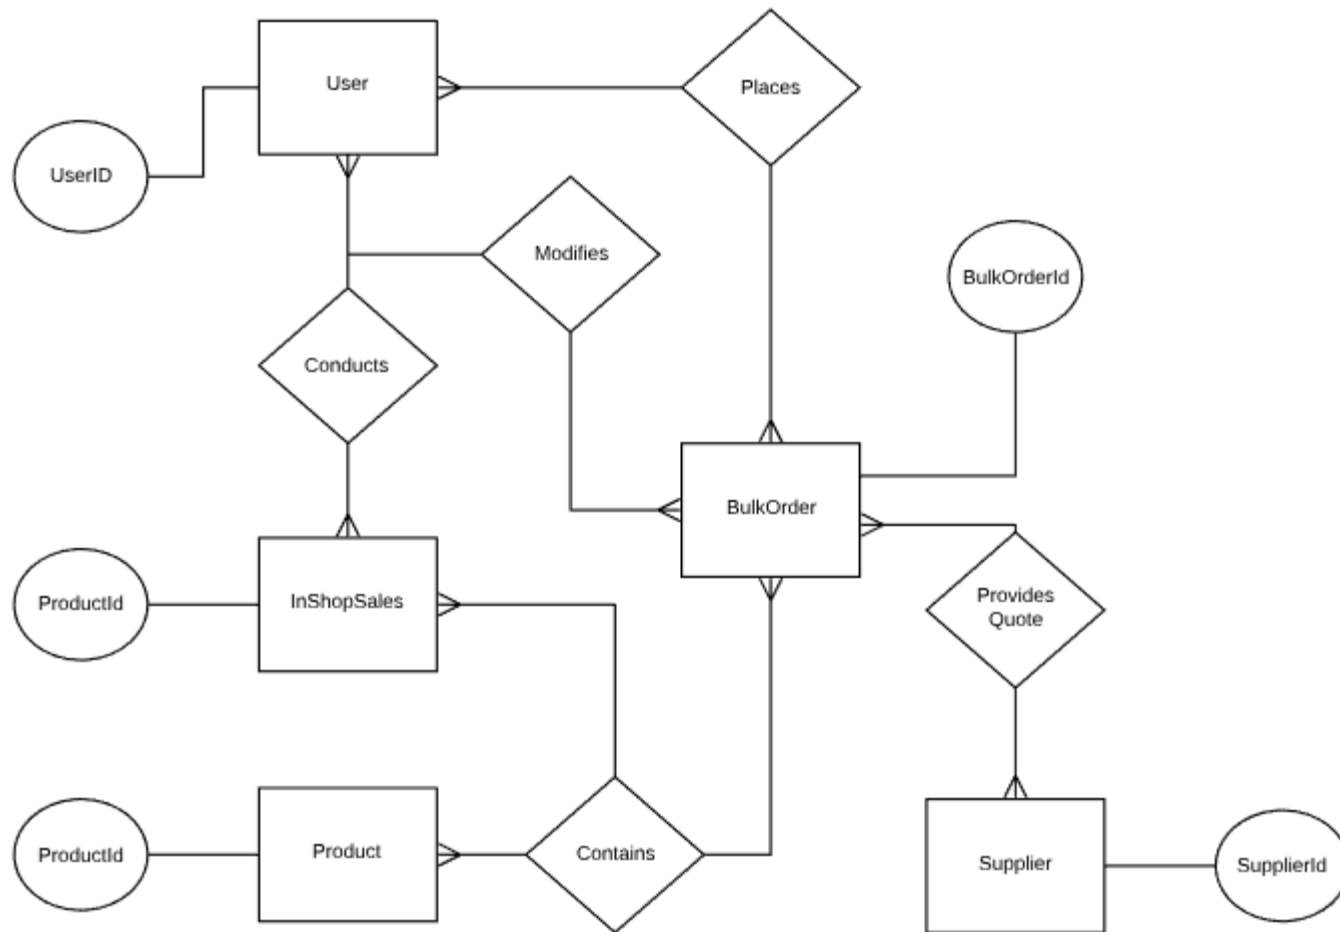 User
Places
UserID
Modifies
BulkOrderId
Conducts
BulkOrder
ProductId
InShopSales
Provides
Quote
ProductId
Product
Contains
Supplier
SupplierId